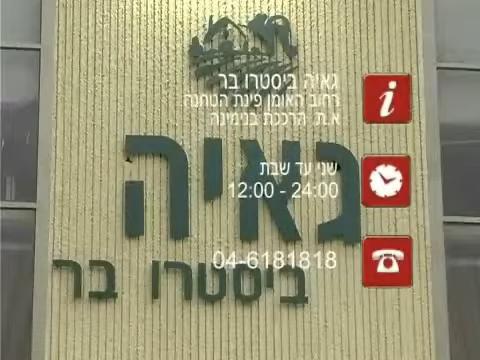 גאיה ביסטרו בר
רחוב האומן פינת הטחנה
א.ת. הרכבת בנימינה
שני עד שבת
12:00 - 24:00
04-6181818
גאיה
ביסטרו בר